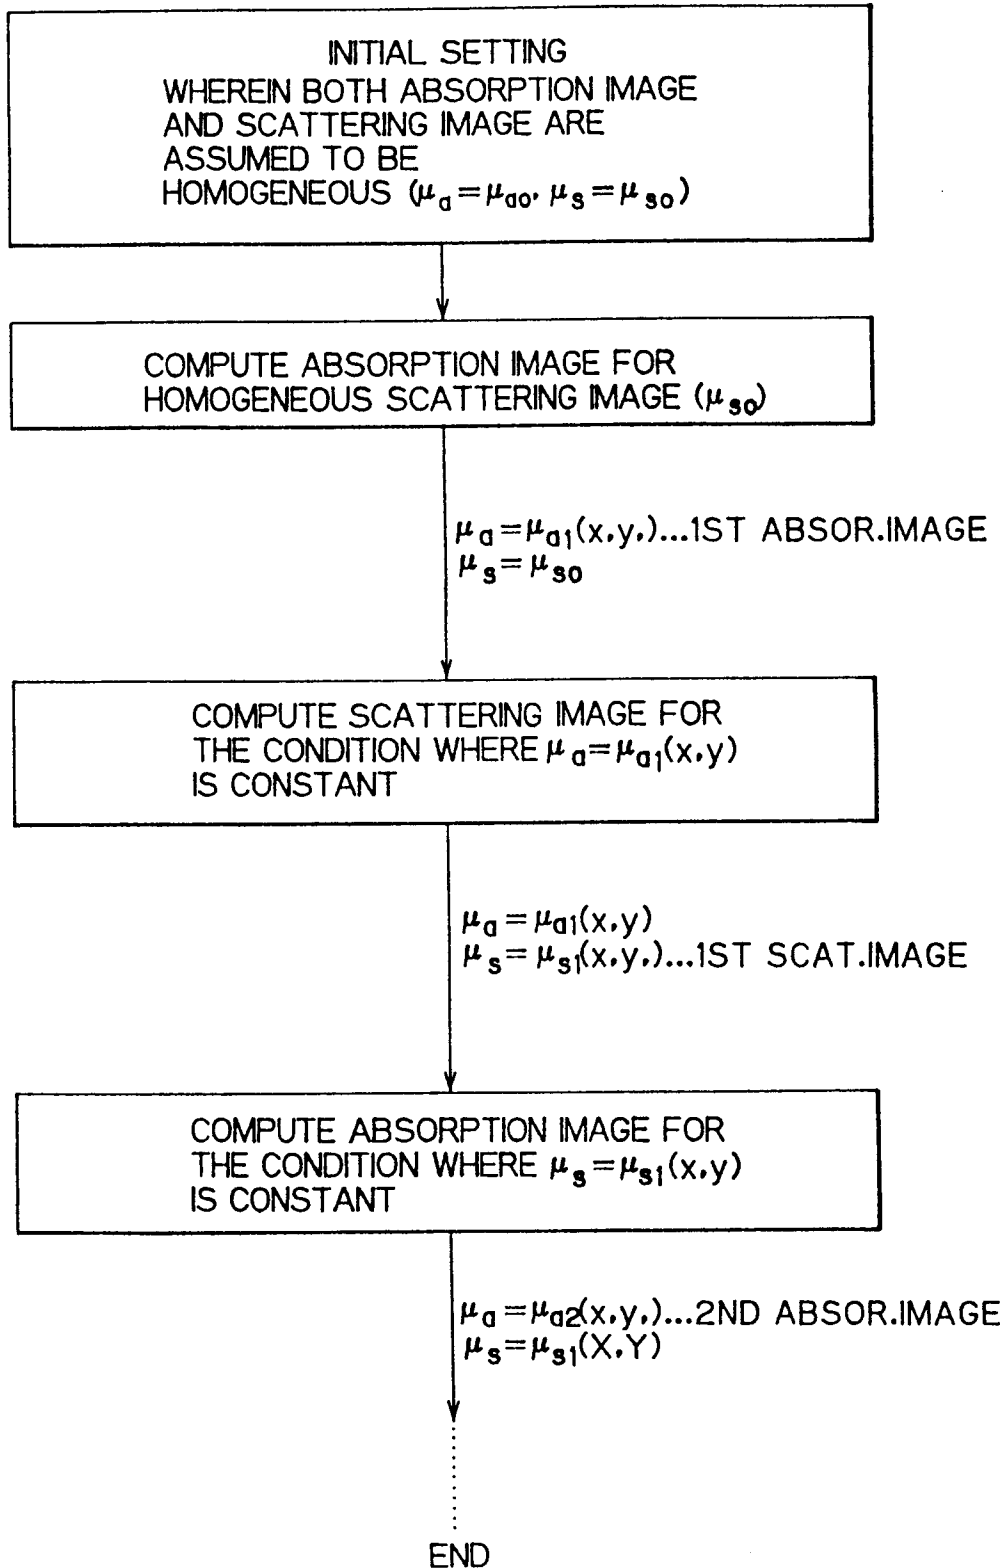 INITIAL SETTING
WHEREIN BOTH ABSORPTION IMAGE
AND SCATTERING IMAGE ARE
ASSUMED TO BE
HOMOGENEOUS (μa=μao, μs=μso)
COMPUTE ABSORPTION IMAGE FOR
HOMOGENEOUS SCATTERING IMAGE (μso)
μa=μa1(x,y,)...1ST ABSOR.IMAGE
μs=μso
COMPUTE SCATTERING IMAGE FOR
THE CONDITION WHERE μa=μa1(x,y)
IS CONSTANT
μa=μa1(x,y)
μs=μs1(x,y,)...1ST SCAT.IMAGE
COMPUTE ABSORPTION IMAGE FOR
THE CONDITION WHERE μs=μs1(x,y)
IS CONSTANT
μa=μa2(x,y,)...2ND ABSOR.IMAGE
μs=μs1(X,Y)
END